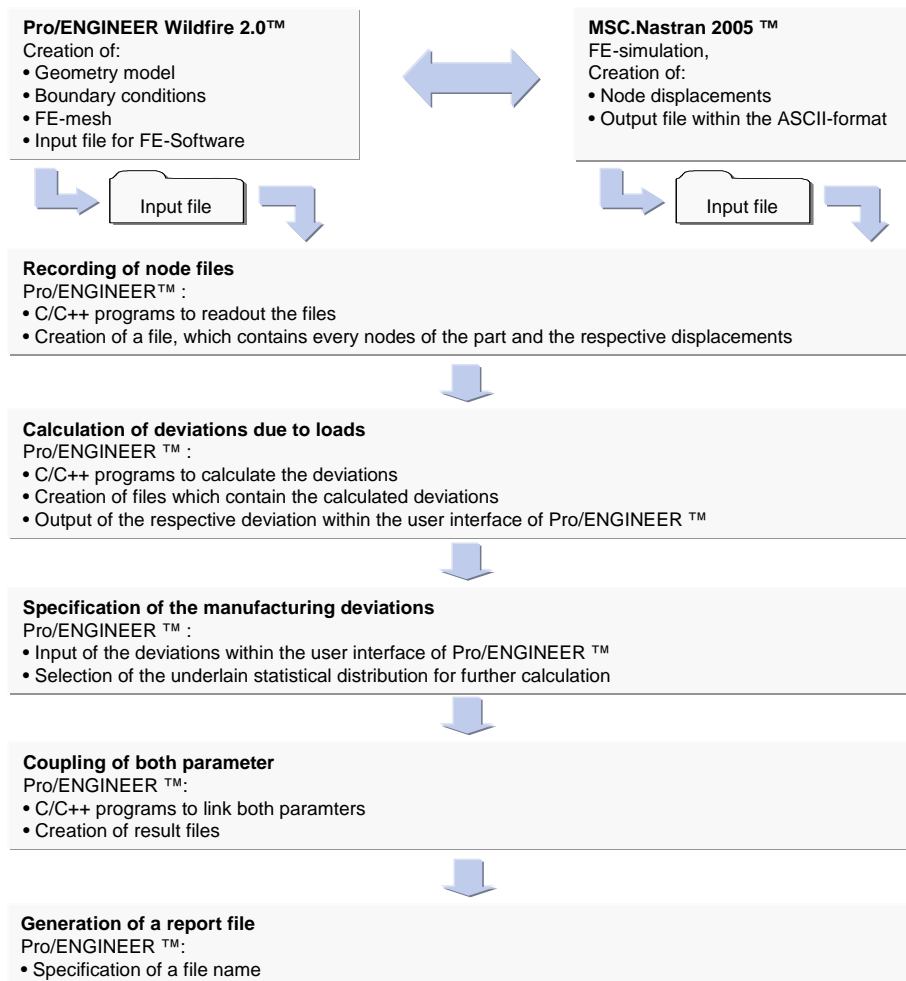 Pro/ENGINEER Wildfire 2.0™
Creation of:
• Geometry model
• Boundary conditions
• FE-mesh
• Input file for FE-Software
MSC.Nastran 2005 ™
FE-simulation,
Creation of:
• Node displacements
• Output file within the ASCII-format
Input file
Input file
Recording of node files
Pro/ENGINEER™ :
• C/C++ programs to readout the files
• Creation of a file, which contains every nodes of the part and the respective displacements
Calculation of deviations due to loads
Pro/ENGINEER ™ :
• C/C++ programs to calculate the deviations
• Creation of files which contain the calculated deviations
• Output of the respective deviation within the user interface of Pro/ENGINEER ™
Specification of the manufacturing deviations
Pro/ENGINEER ™ :
• Input of the deviations within the user interface of Pro/ENGINEER ™
• Selection of the underlain statistical distribution for further calculation
Coupling of both parameter
Pro/ENGINEER ™:
• C/C++ programs to link both paramters
• Creation of result files
Generation of a report file
Pro/ENGINEER ™:
• Specification of a file name